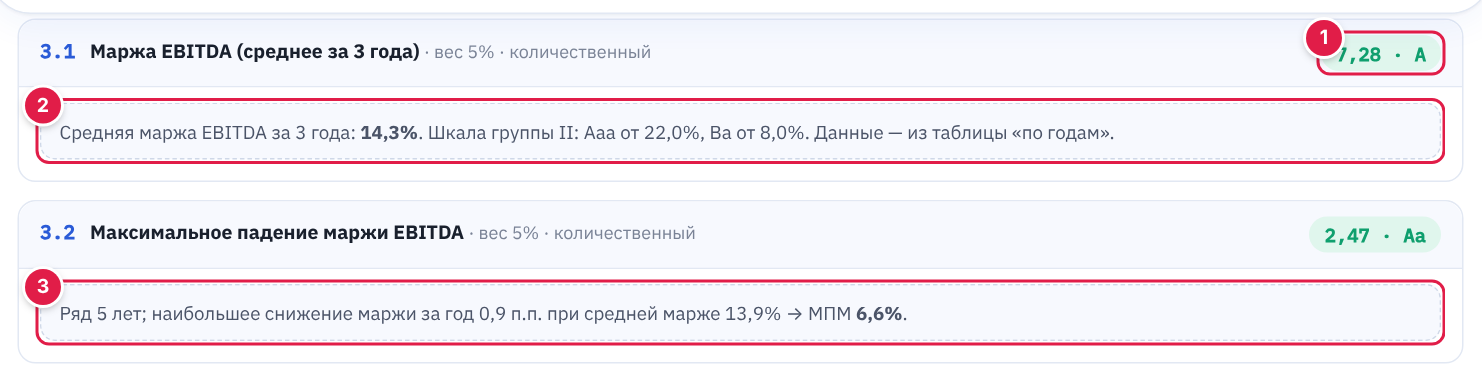 3.1 Маржа EBITDA (среднее за 3 года) · вес 5% · количественный
1
7,28 · A
2
Средняя маржа EBITDA за 3 года: 14,3%. Шкала группы II: Aaa от 22,0%, Ba от 8,0%. Данные — из таблицы «по годам».
3.2 Максимальное падение маржи EBITDA · вес 5% · количественный
2,47 · Aa
3
Ряд 5 лет; наибольшее снижение маржи за год 0,9 п.п. при средней марже 13,9% → МПМ 6,6%.